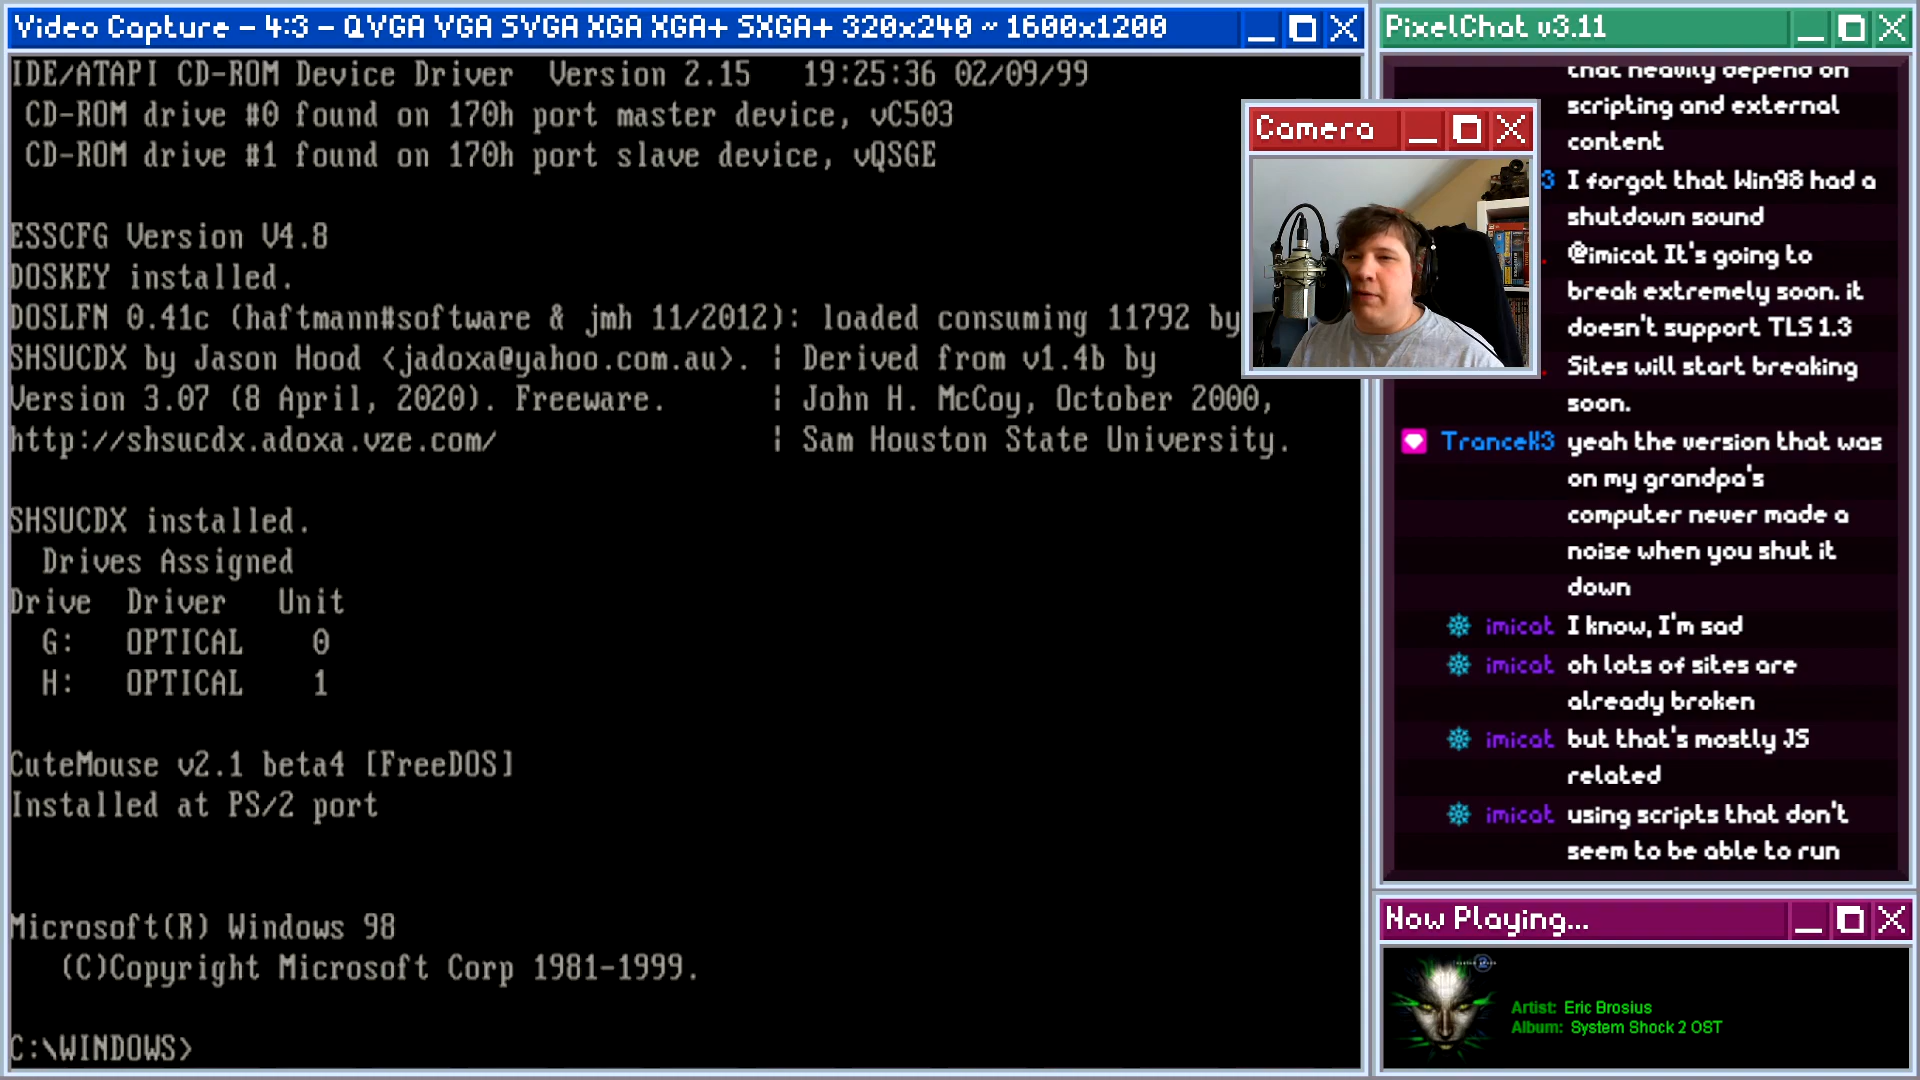 Video Capture - 4:3 - QVGA VGA SVGA XGA XGA+ SXGA+ 320x240 ~ 1600x1200
IDE/ATAPI CD-ROM Device Driver  Version 2.15   19:25:36 02/09/99
CD-ROM drive #0 found on 170h port master device, vC503
CD-ROM drive #1 found on 170h port slave device, vQSGE
ESSCFG Version V4.8
DOSKEY installed.
DOSLFN 0.41c (haftmann#software & jmh 11/2012): loaded consuming 11792 by
SHSUCDX by Jason Hood <jadoxa@yahoo.com.au>. | Derived from v1.4b by
Version 3.07 (8 April, 2020). Freeware.       | John H. McCoy, October 2000,
http://shsucdx.adoxa.vze.com/                 | Sam Houston State University.
SHSUCDX installed.
Drives Assigned
Drive  Driver   Unit
G:   OPTICAL    0
H:   OPTICAL    1
CuteMouse v2.1 beta4 [FreeDOS]
Installed at PS/2 port
Microsoft(R) Windows 98
(C)Copyright Microsoft Corp 1981-1999.
C:\WINDOWS>
Camera
PixelChat v3.11
that heavily depend on
scripting and external
content
3 I forgot that Win98 had a
shutdown sound
@imicat It's going to
break extremely soon. it
doesn't support TLS 1.3
Sites will start breaking
soon.
TranceX3 yeah the version that was
on my grandpa's
computer never made a
noise when you shut it
down
imicat I know, I'm sad
imicat oh lots of sites are
already broken
imicat but that's mostly JS
related
imicat using scripts that don't
seem to be able to run
Now Playing...
Artist: Eric Brosius
Album: System Shock 2 OST